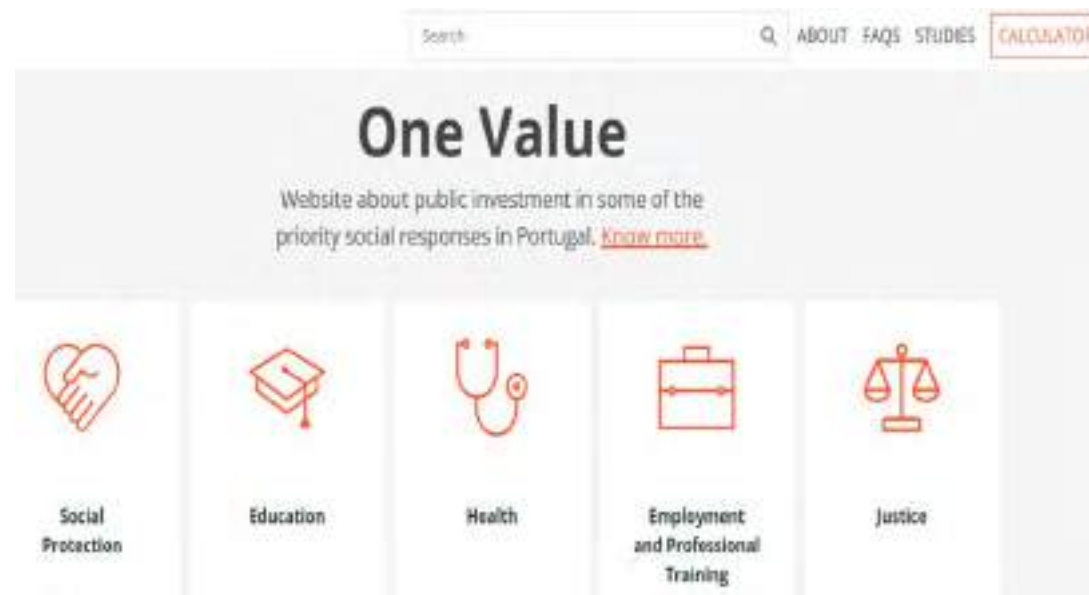 Search
ABOUT FAQS STUDIES CALCULATOR
One Value
Website about public investment in some of the
priority social responses in Portugal. Know more.
Social
Protection
Education
Health
Employment
and Professional
Training
Justice